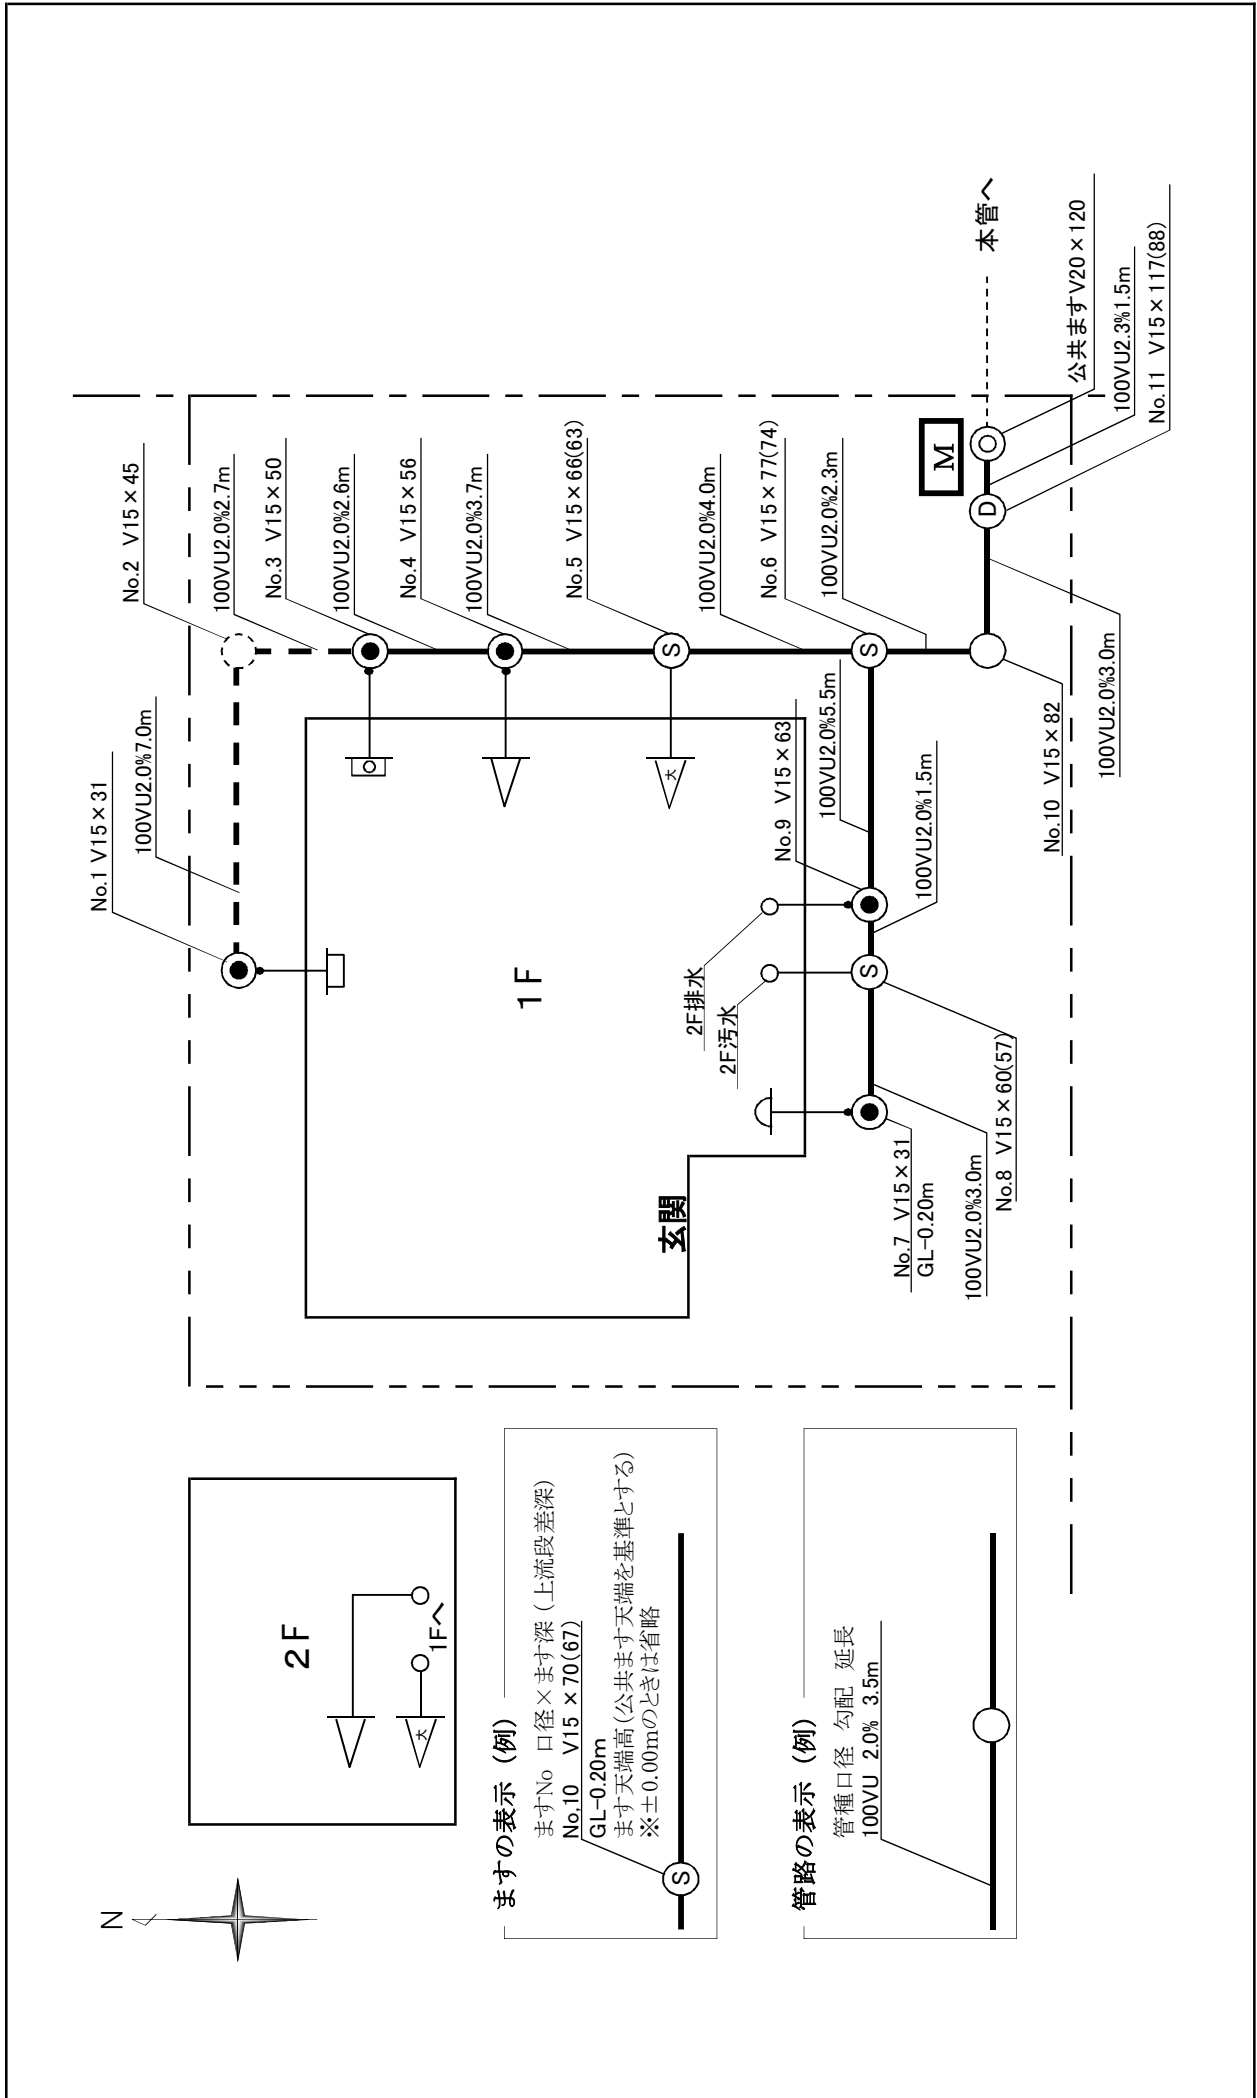 N
2F
1Fへ
大
ますの表示 (例)
ますNo 口径×ます深 (上流段差深)
No,10 V15 ×70(67)
GL-0.20m
ます天端高(公共ます天端を基準とする)
※±0.00mのときは省略
S
管路の表示 (例)
管種口径 勾配 延長
100VU 2.0% 3.5m
No.1 V15×31
100VU2.0%7.0m
No.2 V15×45
100VU2.0%2.7m
No.3 V15×50
100VU2.0%2.6m
No.4 V15×56
100VU2.0%3.7m
No.5 V15×66(63)
100VU2.0%4.0m
No.6 V15×77(74)
100VU2.0%2.3m
大
S
S
1F
玄関
2F排水
2F汚水
No.9 V15×63
100VU2.0%5.5m
100VU2.0%1.5m
S
No.7 V15×31
GL-0.20m
100VU2.0%3.0m
No.8 V15×60(57)
No.10 V15×82
100VU2.0%3.0m
M
D
本管へ
公共ますV20×120
100VU2.3%1.5m
No.11 V15×117(88)